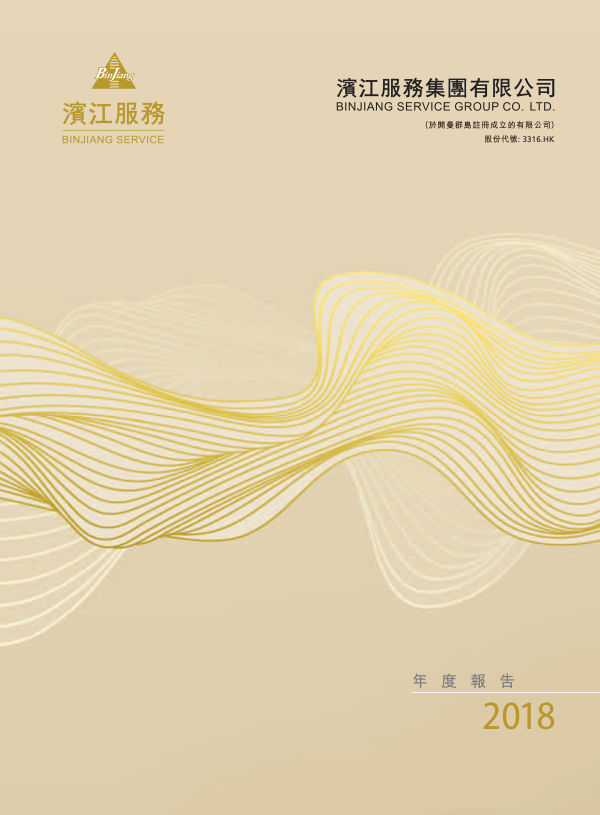 BinJiang
濱江服務
BINJIANG SERVICE
濱江服務集團有限公司
BINJIANG SERVICE GROUP CO. LTD.
(於開曼群島註冊成立的有限公司)
股份代號: 3316.HK
年度報告
2018